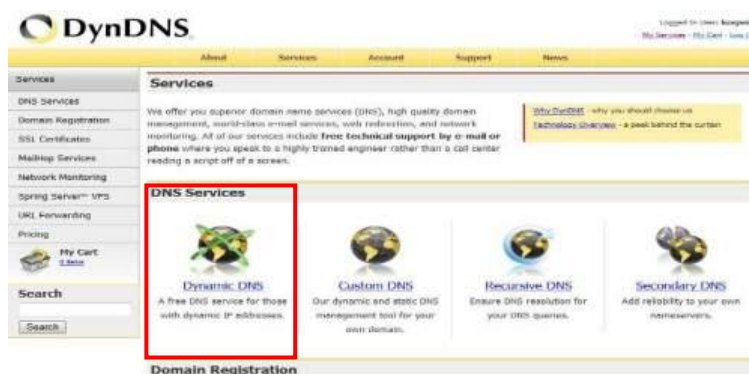 DynDNS
Logged In User:
My Services - My Cart -
About Services Account Support News
Services
DNS Services
Domain Registration
SSL Certificates
MailHop Services
Network Monitoring
Spring Server℠ VPS
URL Forwarding
Pricing
My Cart
0 items
Search
Search
Services
We offer you superior domain name services (DNS), high quality domain
management, world-class e-mail services, web redirection, and network
monitoring. All of our services include free technical support by e-mail or
phone where you speak to a highly trained engineer rather than a call center
reading a script off of a screen.
Why DynDNS - why you should choose us
Technology Overview - a peek behind the curtain
DNS Services
Dynamic DNS
A free DNS service for those
with dynamic IP addresses.
Custom DNS
Our dynamic and static DNS
management tool for your
own domain.
Recursive DNS
Ensure DNS resolution for
your DNS queries.
Secondary DNS
Add reliability to your own
nameservers.
Domain Registration